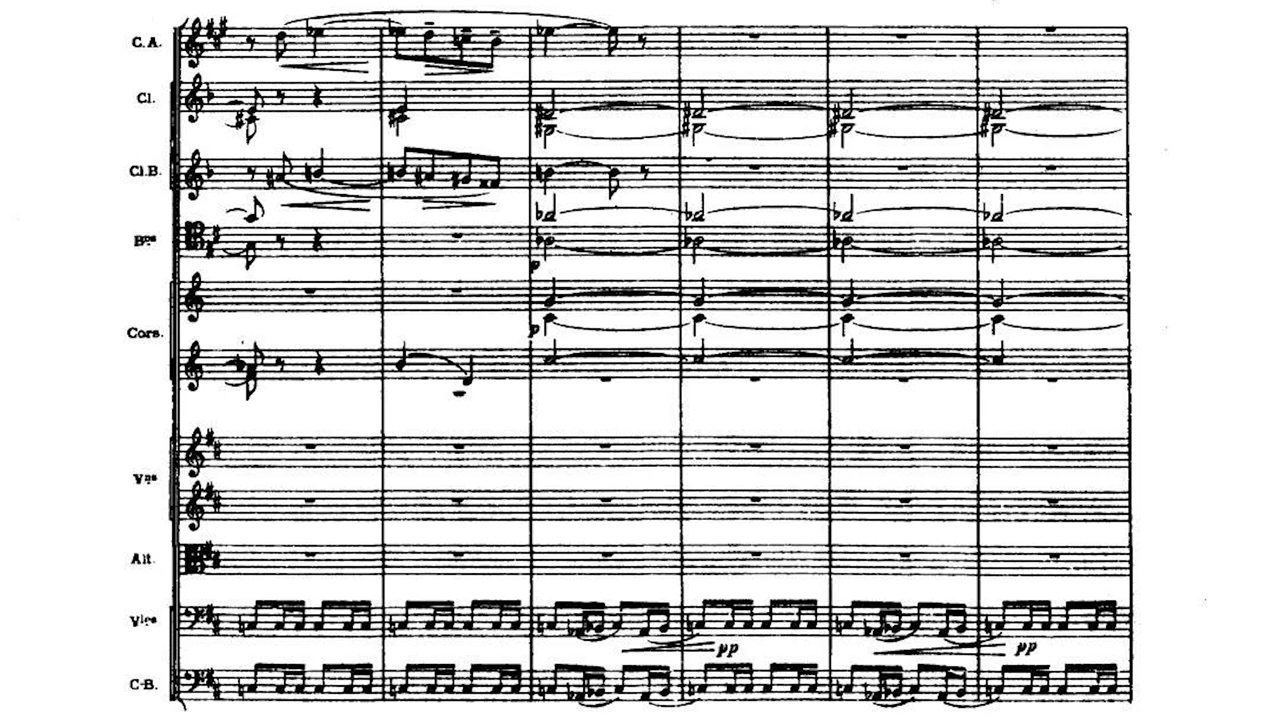 C.A.
Cl.
Cl.B.
Bⁿˢ
p
p
Cors.
Vⁿˢ
Alt.
Vˡᵉˢ
pp pp
C-B.